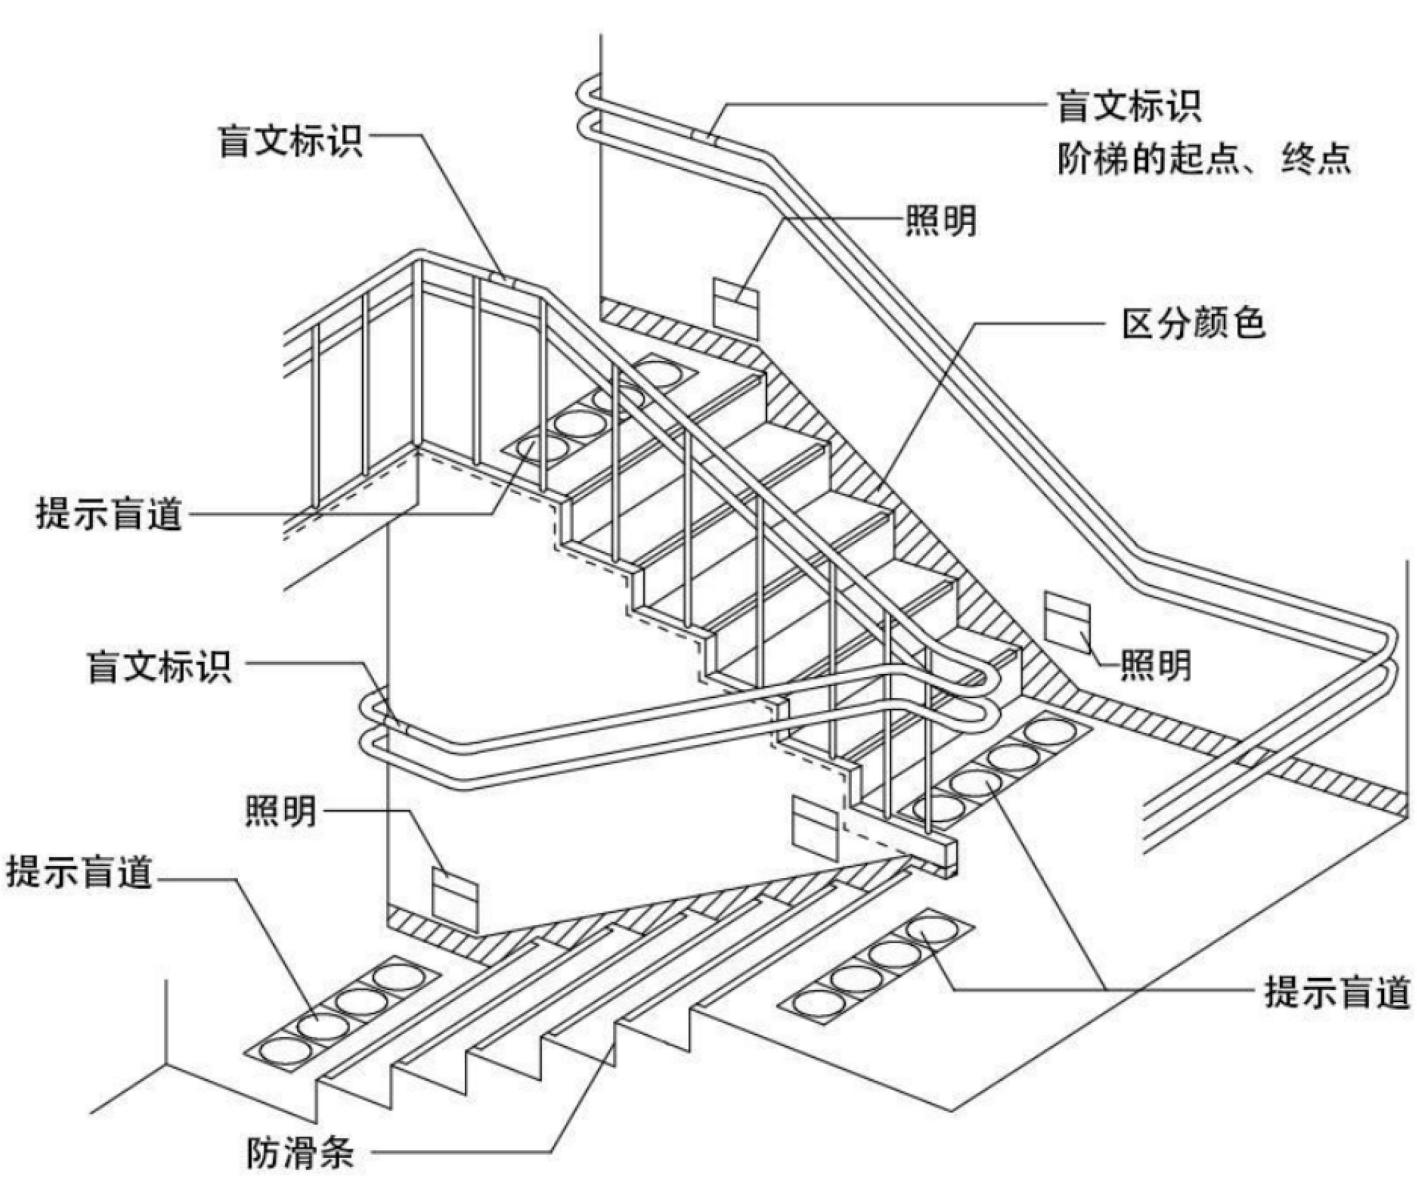 盲文标识
阶梯的起点、终点
盲文标识
照明
区分颜色
提示盲道
盲文标识
照明
照明
提示盲道
提示盲道
防滑条